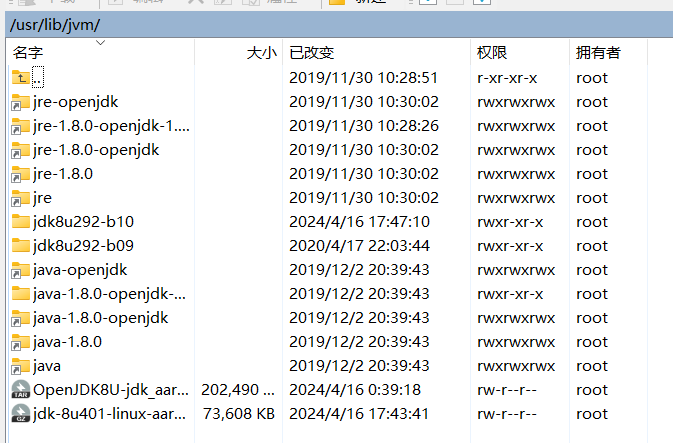 /usr/lib/jvm/
名字 大小 已改变 权限 拥有者
.. 2019/11/30 10:28:51 r-xr-xr-x root
jre-openjdk 2019/11/30 10:30:02 rwxrwxrwx root
jre-1.8.0-openjdk-1.... 2019/11/30 10:28:26 rwxrwxrwx root
jre-1.8.0-openjdk 2019/11/30 10:30:02 rwxrwxrwx root
jre-1.8.0 2019/11/30 10:30:02 rwxrwxrwx root
jre 2019/11/30 10:30:02 rwxrwxrwx root
jdk8u292-b10 2024/4/16 17:47:10 rwxr-xr-x root
jdk8u292-b09 2020/4/17 22:03:44 rwxr-xr-x root
java-openjdk 2019/12/2 20:39:43 rwxrwxrwx root
java-1.8.0-openjdk-... 2019/12/2 20:39:43 rwxr-xr-x root
java-1.8.0-openjdk 2019/12/2 20:39:43 rwxrwxrwx root
java-1.8.0 2019/12/2 20:39:43 rwxrwxrwx root
java 2019/12/2 20:39:43 rwxrwxrwx root
TAR OpenJDK8U-jdk_aar... 202,490 ... 2024/4/16 0:39:18 rw-r--r-- root
GZ jdk-8u401-linux-aar... 73,608 KB 2024/4/16 17:43:41 rw-r--r-- root